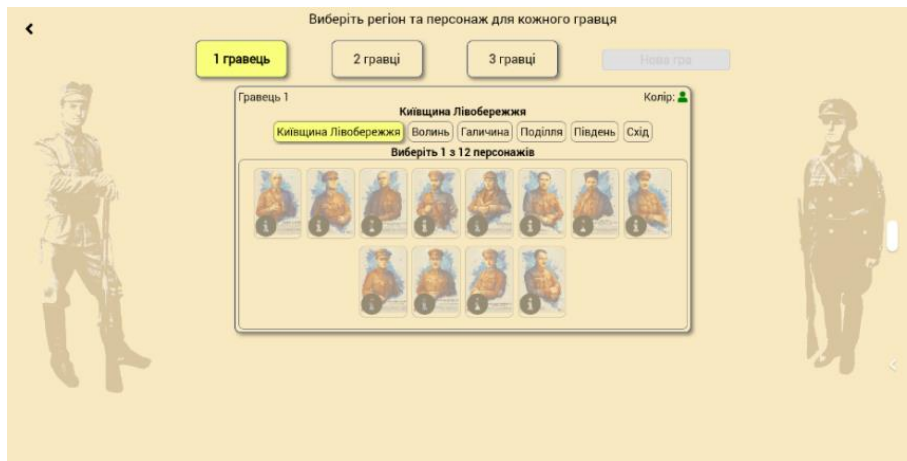 Виберіть регіон та персонаж для кожного гравця
1 гравець 2 гравці 3 гравці Нова гра
Гравець 1 Колір:
Київщина Лівобережжя
Київщина Лівобережжя Волинь Галичина Поділля Південь Схід
Виберіть 1 з 12 персонажів